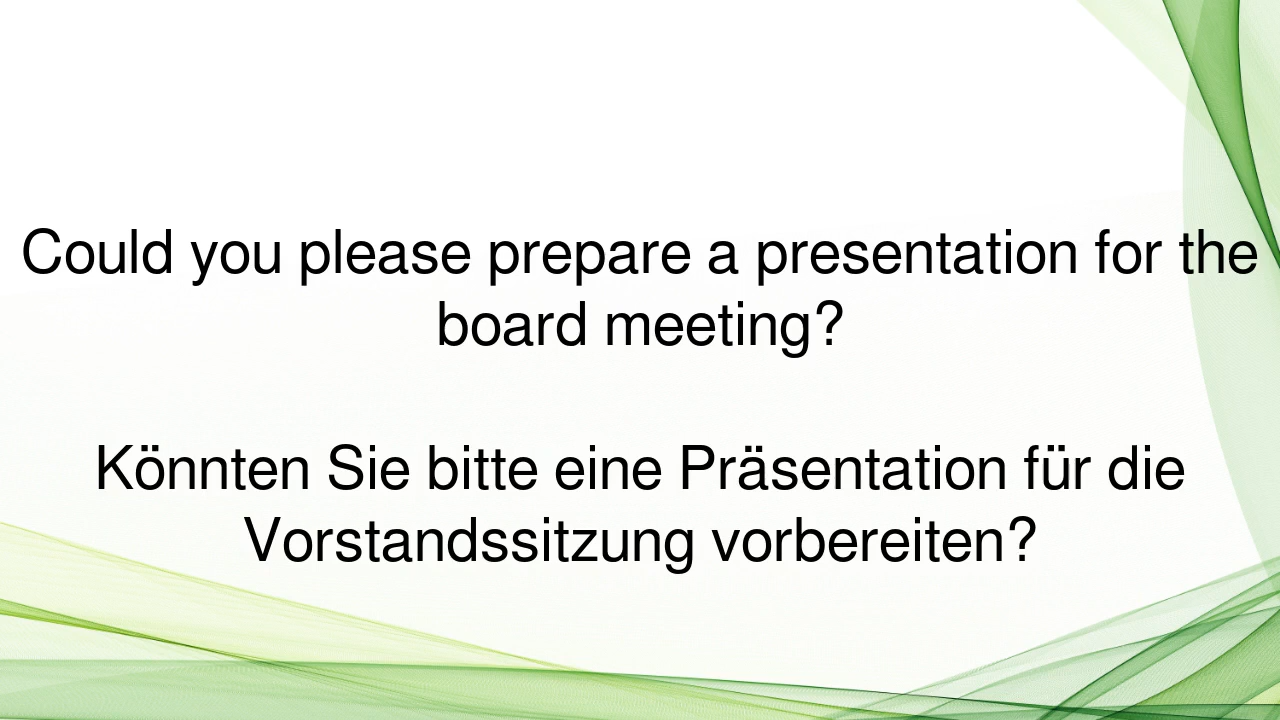 Could you please prepare a presentation for the
board meeting?
Könnten Sie bitte eine Präsentation für die
Vorstandssitzung vorbereiten?